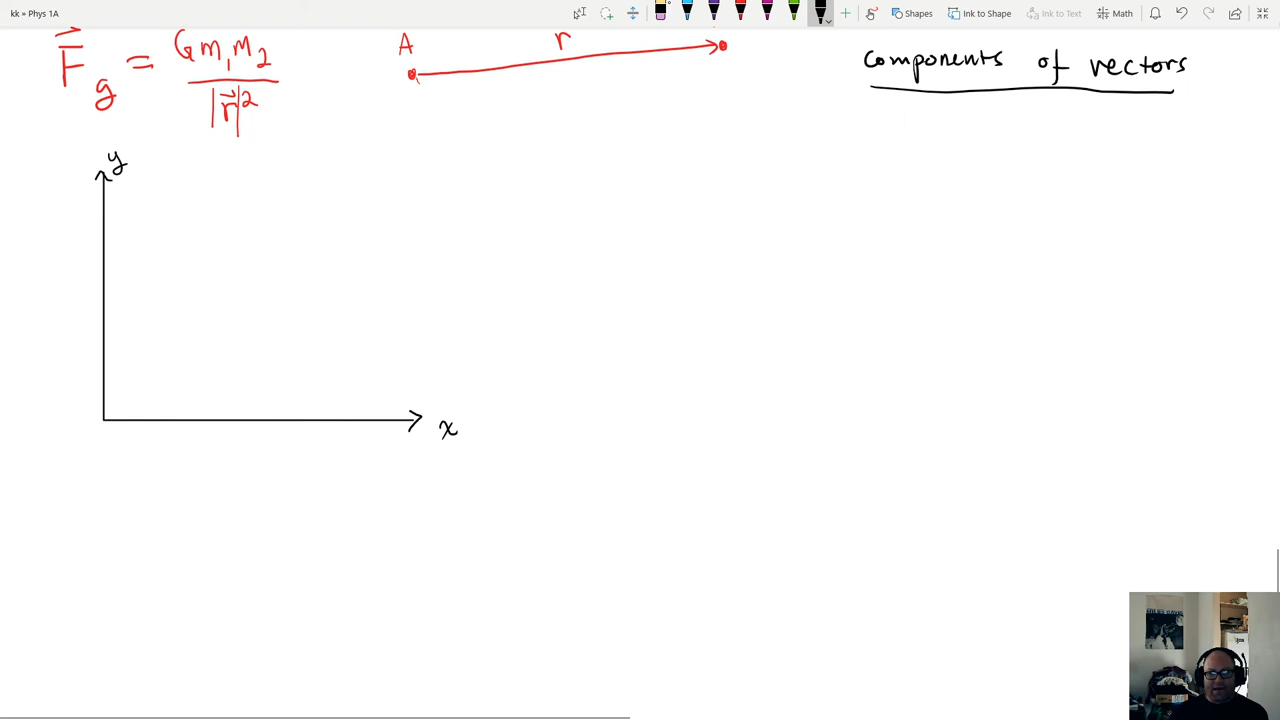 kk » Phys 1A
Shapes
Ink to Shape
Ink to Text
Math
F⃗g = Gm₁m₂ / |r⃗|²
A
r
components of vectors
y
x